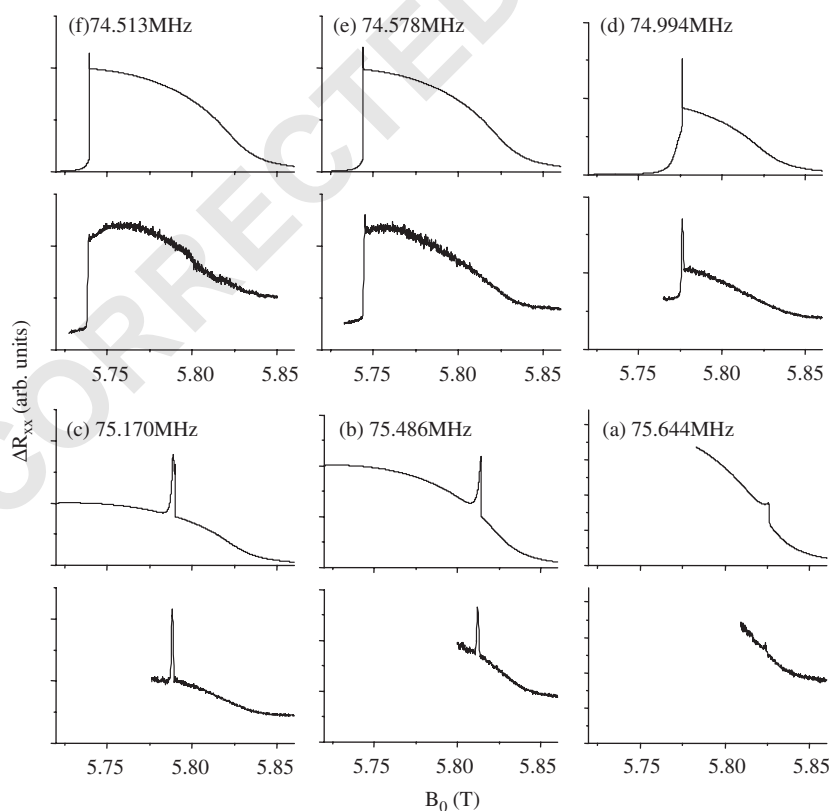 (f)74.513MHz (e) 74.578MHz (d) 74.994MHz
5.75 5.80 5.85 5.75 5.80 5.85 5.75 5.80 5.85
ΔR_xx (arb. units)
(c) 75.170MHz (b) 75.486MHz (a) 75.644MHz
5.75 5.80 5.85 5.75 5.80 5.85 5.75 5.80 5.85
B_0 (T)
CORRECTED